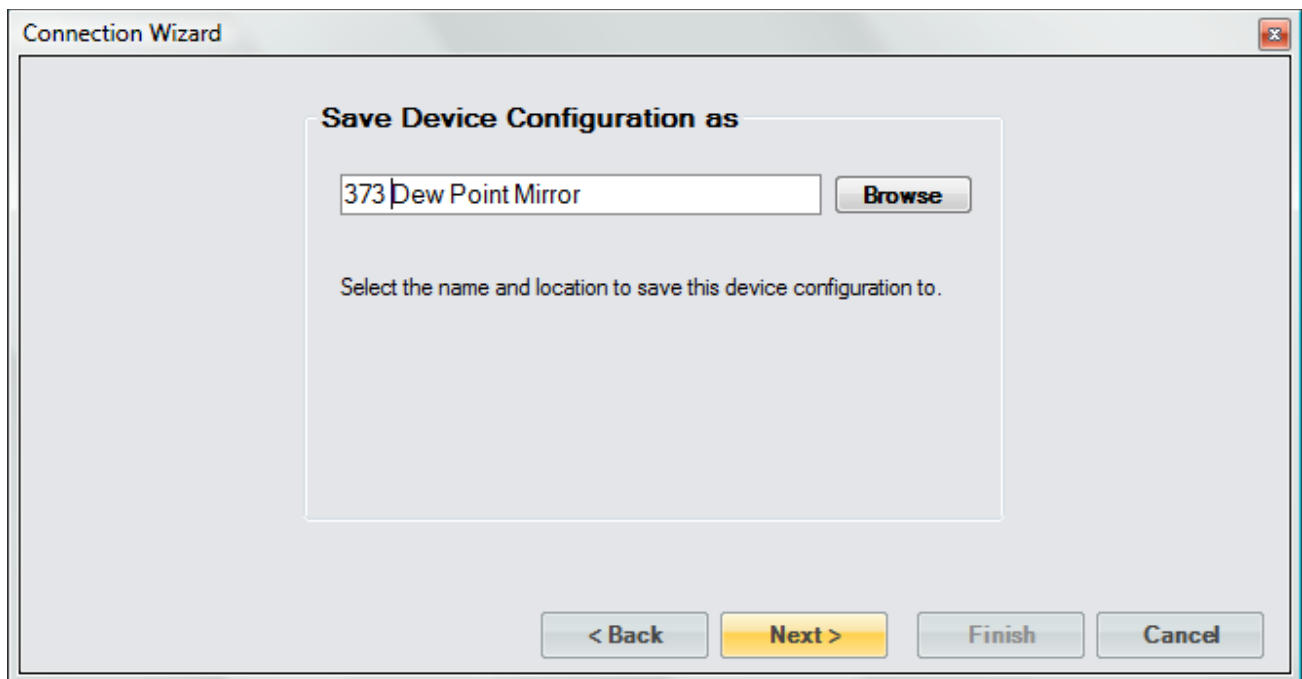 Connection Wizard
Save Device Configuration as
373 Dew Point Mirror
Browse
Select the name and location to save this device configuration to.
< Back Next > Finish Cancel